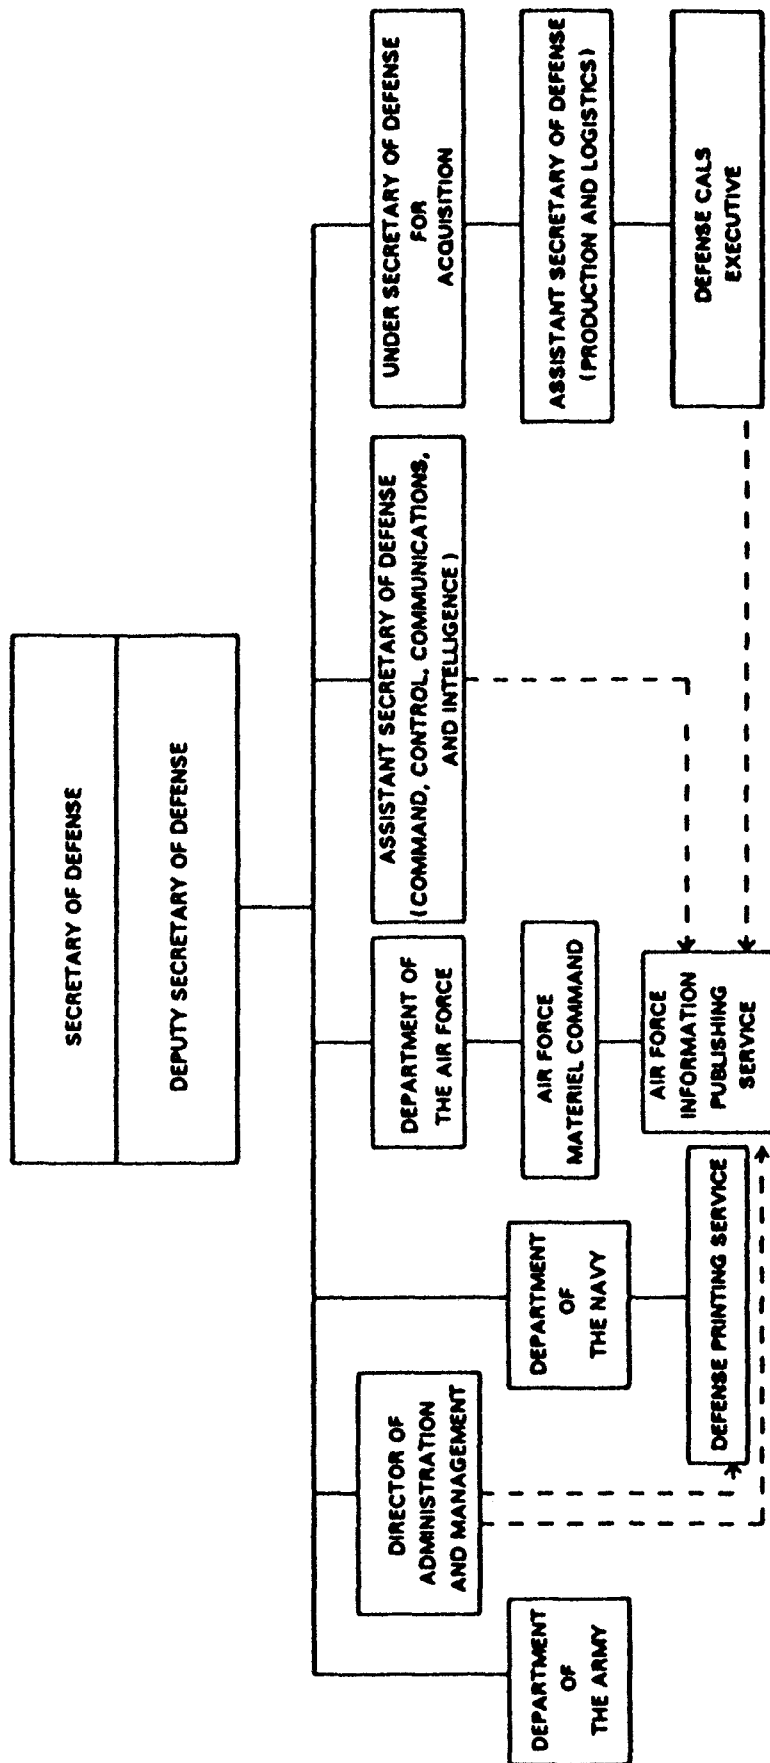 SECRETARY OF DEFENSE
DEPUTY SECRETARY OF DEFENSE
DEPARTMENT
OF
THE ARMY
DIRECTOR OF
ADMINISTRATION
AND MANAGEMENT
DEPARTMENT
OF
THE NAVY
DEFENSE PRINTING SERVICE
DEPARTMENT OF
THE AIR FORCE
AIR FORCE
MATERIEL COMMAND
AIR FORCE
INFORMATION
PUBLISHING
SERVICE
ASSISTANT SECRETARY OF DEFENSE
(COMMAND, CONTROL, COMMUNICATIONS,
AND INTELLIGENCE)
UNDER SECRETARY OF DEFENSE
FOR
ACQUISITION
ASSISTANT SECRETARY OF DEFENSE
(PRODUCTION AND LOGISTICS)
DEFENSE CALS
EXECUTIVE